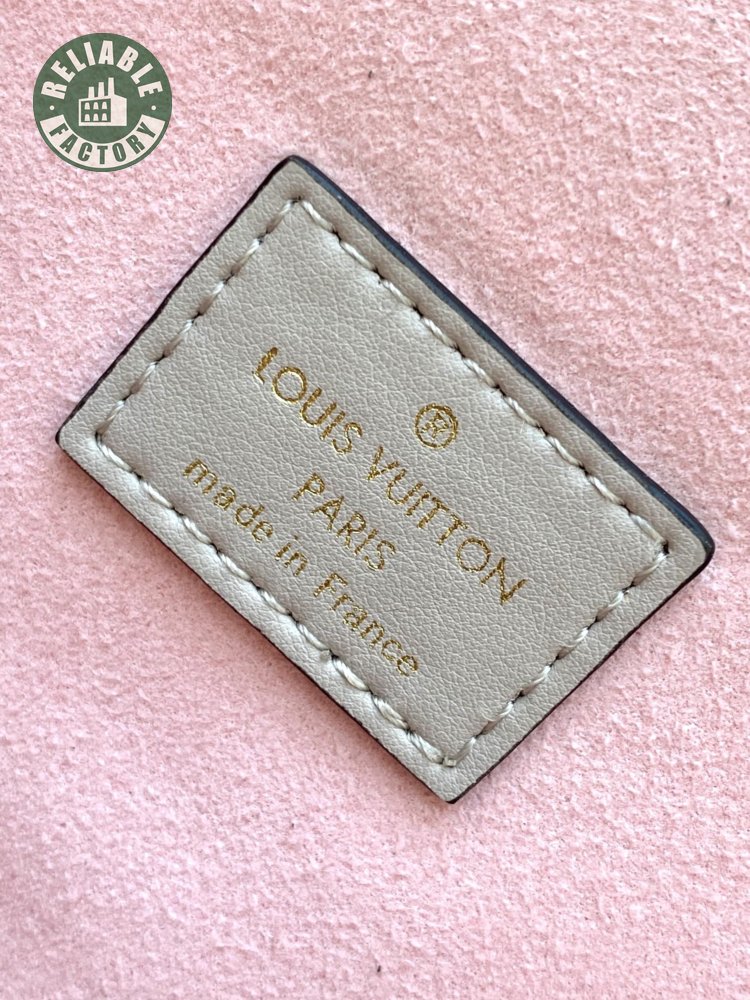 RELIABLE
FACTORY
LOUIS VUITTON
PARIS
made in France